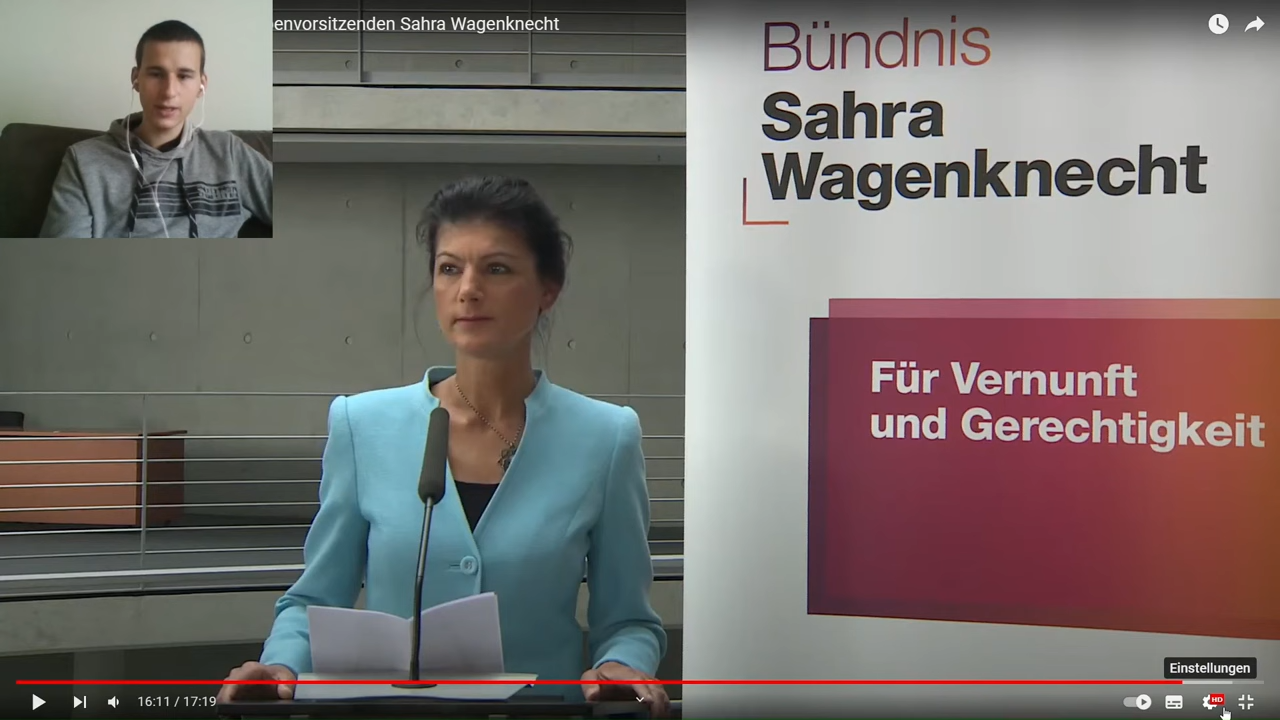 envorsitzenden Sahra Wagenknecht
Bündnis
Sahra
Wagenknecht
Für Vernunft
und Gerechtigkeit
Einstellungen
16:11 / 17:19
HD